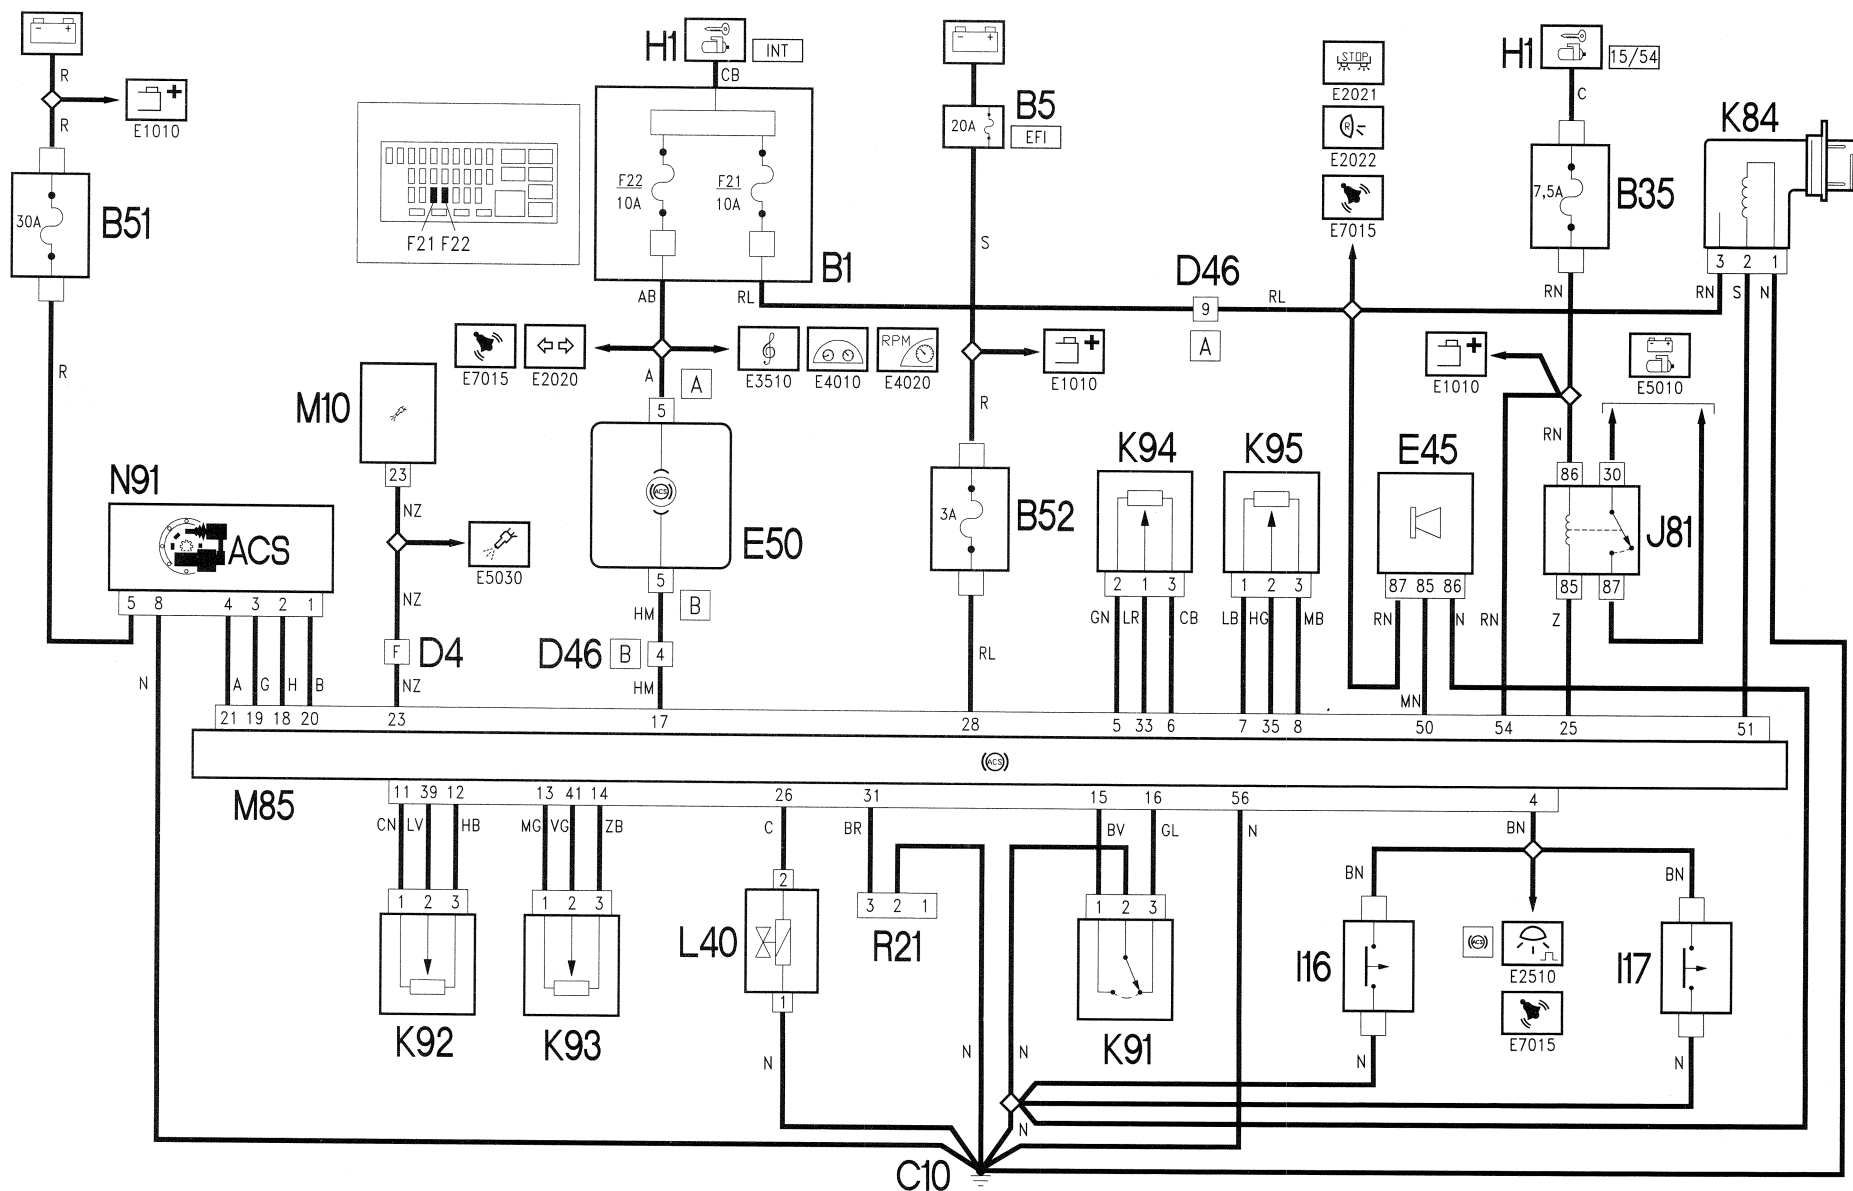 H1
INT
CB
R
E1010
R
30A
B51
R
F21 F22
F22
10A
F21
10A
B1
AB
RL
B5
20A
EFI
S
STOP
E2021
R
E2022
E7015
H1
15/54
C
7,5A
B35
K84
3 2 1
RN S N
RN
D46
9
A
RL
E7015
E2020
E3510
E4010
RPM
E4020
A
A
5
E1010
R
E1010
E5010
M10
23
NZ
E5030
NZ
F
D4
NZ
N91
ACS
5 8 4 3 2 1
N
A G H B
ACS
E50
5
B
HM
D46
B
4
HM
3A
B52
RL
K94
2 1 3
GN LR CB
K95
1 2 3
LB HG MB
E45
87 85 86
RN
N
MN
RN
RN
86 30
J81
85 87
Z
21 19 18 20 23 17 28 5 33 6 7 35 8 50 54 25 51
ACS
M85
11 39 12 13 41 14 26 31 15 16 56 4
CN LV HB
MG VG ZB
C
BR
BV GL
N
BN
1 2 3
K92
1 2 3
K93
2
L40
1
N
3 2 1
R21
N
N
1 2 3
K91
BN
BN
I16
N
ACS
E2510
E7015
I17
N
N
C10